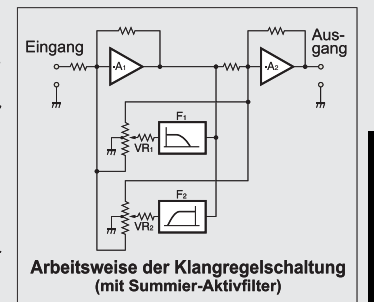 Eingang
Aus-
gang
·A₁
·A₂
F₁
VR₁
F₂
VR₂
Arbeitsweise der Klangregelschaltung
(mit Summier-Aktivfilter)